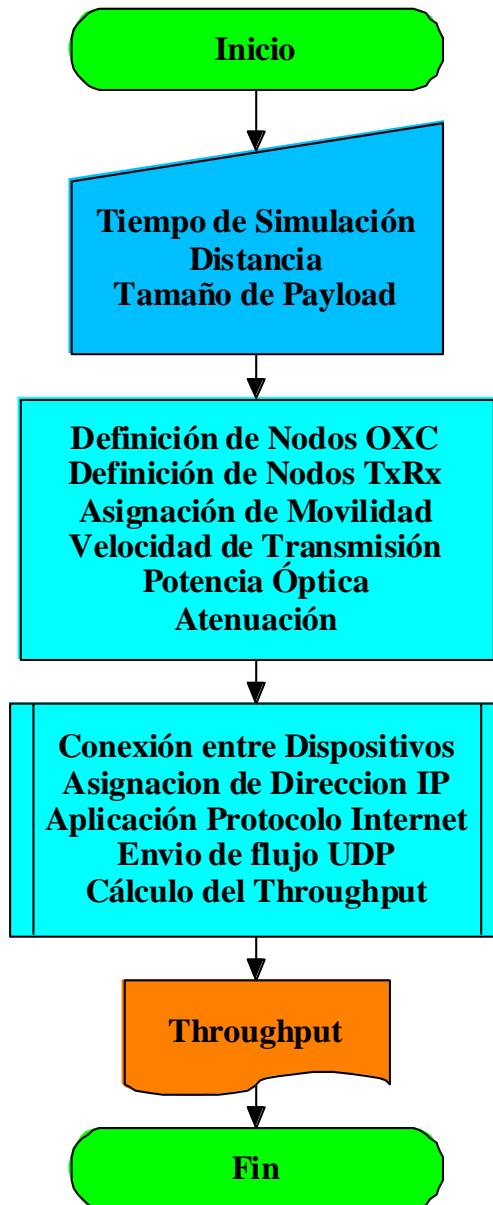 Inicio
Tiempo de Simulación
Distancia
Tamaño de Payload
Definición de Nodos OXC
Definición de Nodos TxRx
Asignación de Movilidad
Velocidad de Transmisión
Potencia Óptica
Atenuación
Conexión entre Dispositivos
Asignacion de Direccion IP
Aplicación Protocolo Internet
Envio de flujo UDP
Cálculo del Throughput
Throughput
Fin